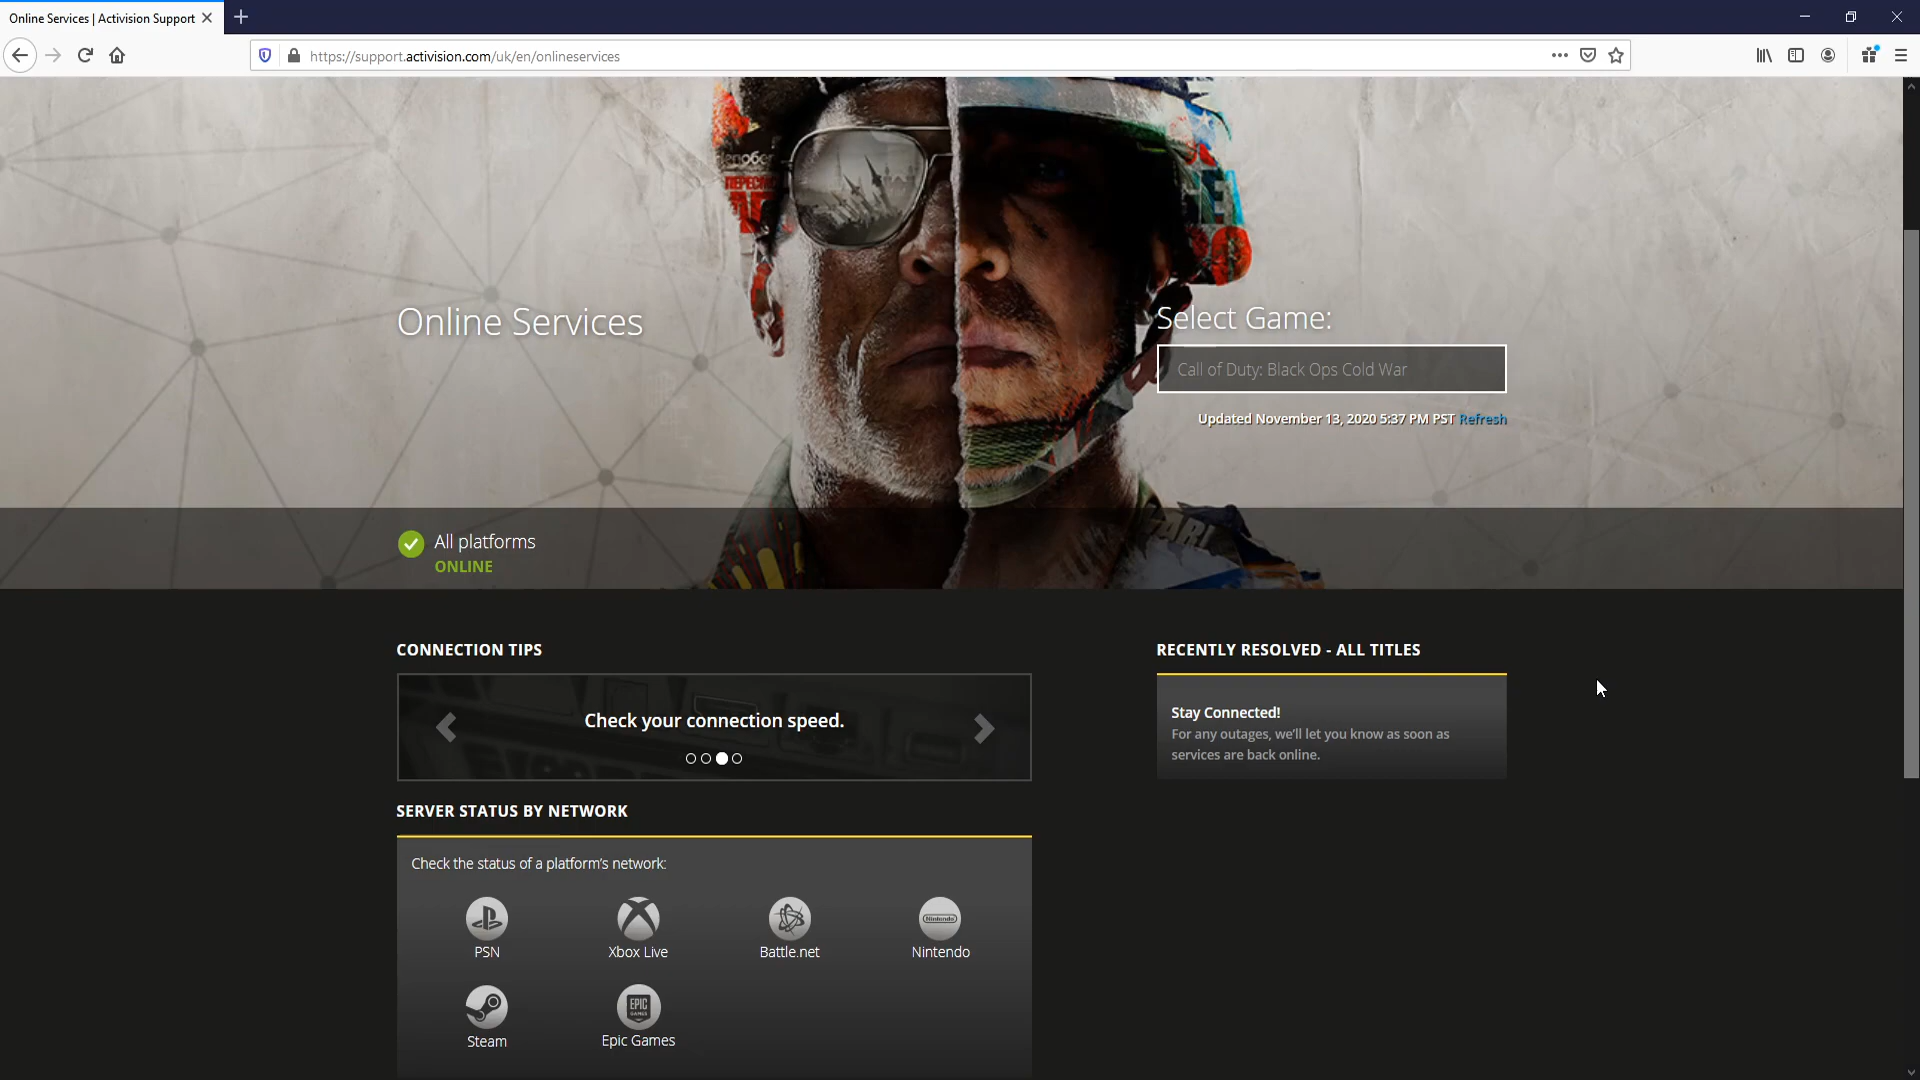 Online Services | Activision Support
https://support.activision.com/uk/en/onlineservices
Online Services
Select Game:
Call of Duty: Black Ops Cold War
Updated November 13, 2020 5:37 PM PST Refresh
All platforms
ONLINE
CONNECTION TIPS
Check your connection speed.
RECENTLY RESOLVED - ALL TITLES
Stay Connected!
For any outages, we'll let you know as soon as
services are back online.
SERVER STATUS BY NETWORK
Check the status of a platform's network:
PSN
Xbox Live
Battle.net
Nintendo
Nintendo
EPIC
GAMES
Steam
Epic Games